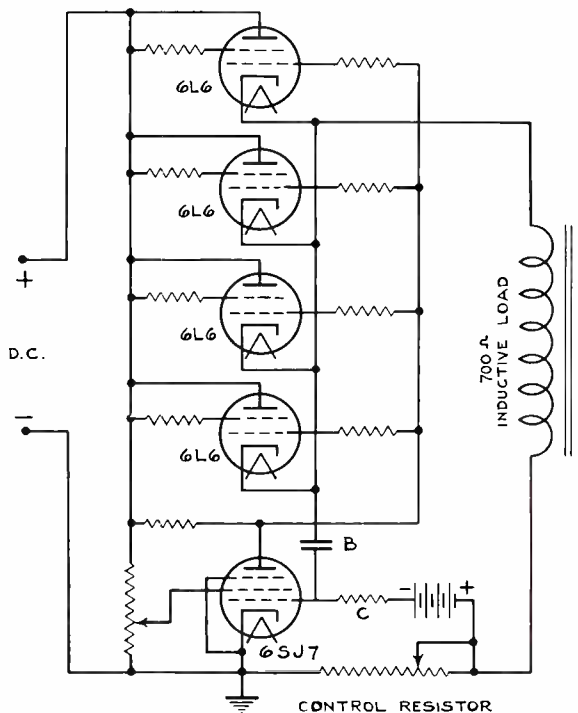 6L6
6L6
+
D.C.
6L6
−
6L6
700 Ω
INDUCTIVE LOAD
B
− +
C
6SJ7
CONTROL RESISTOR